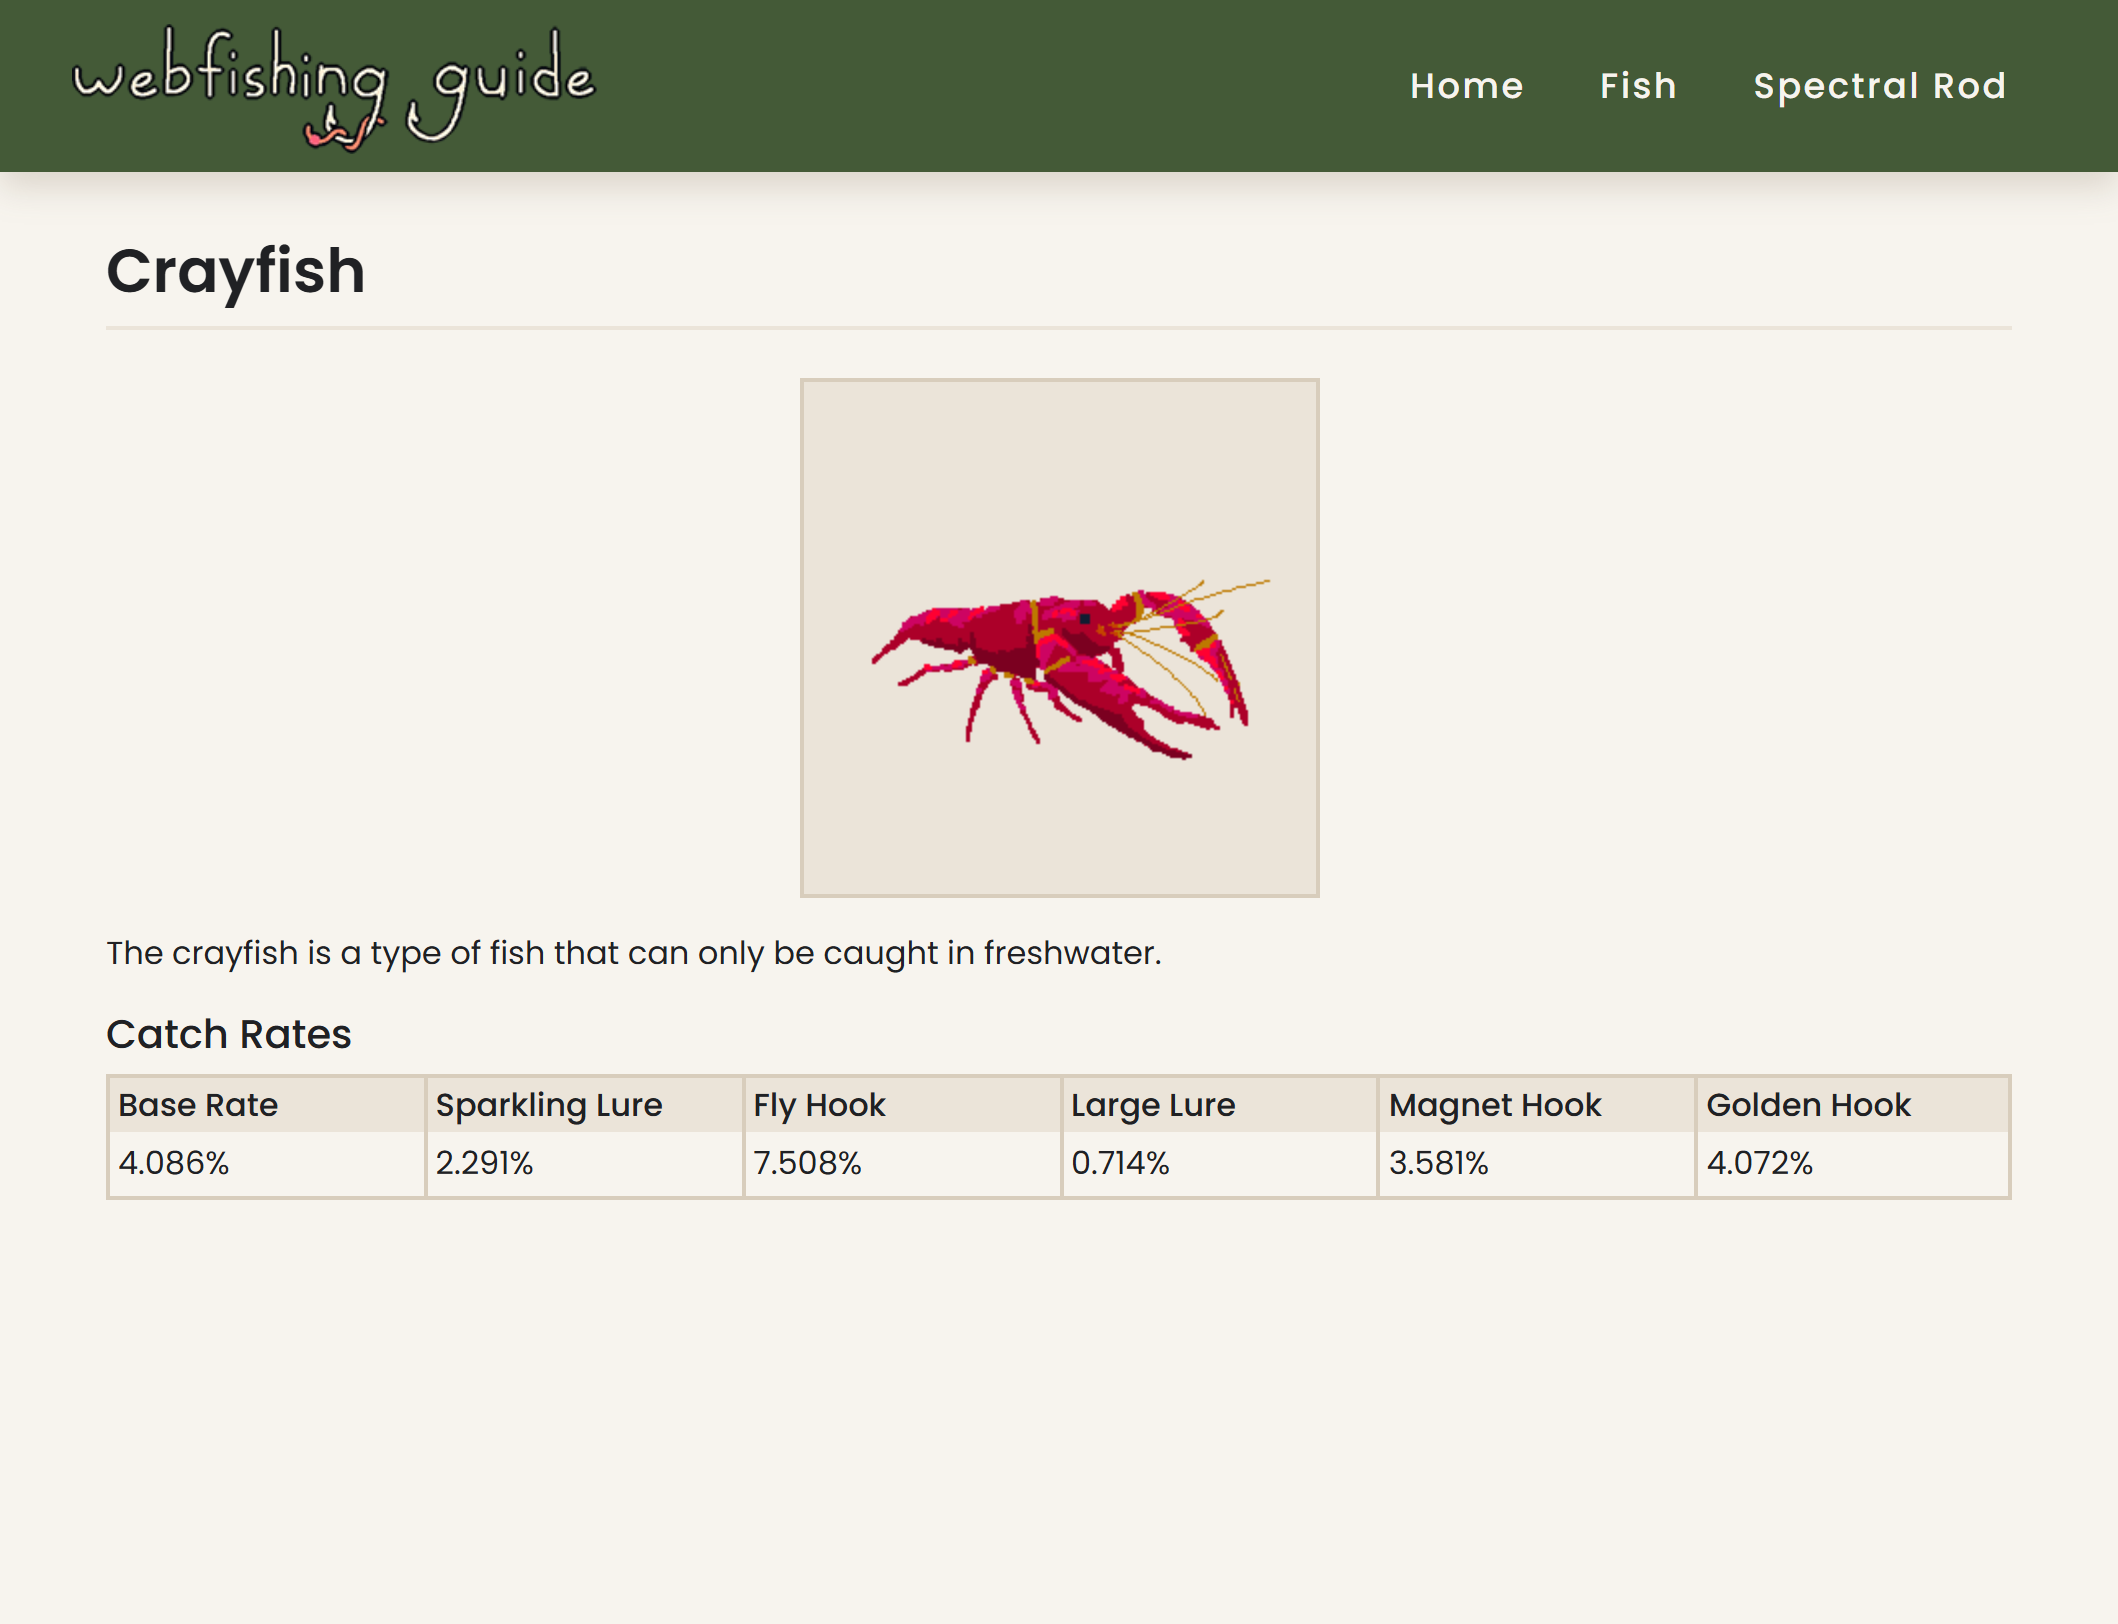 webfishing guide
Home Fish Spectral Rod
Crayfish
The crayfish is a type of fish that can only be caught in freshwater.
Catch Rates
Base Rate Sparkling Lure Fly Hook Large Lure Magnet Hook Golden Hook
4.086% 2.291% 7.508% 0.714% 3.581% 4.072%